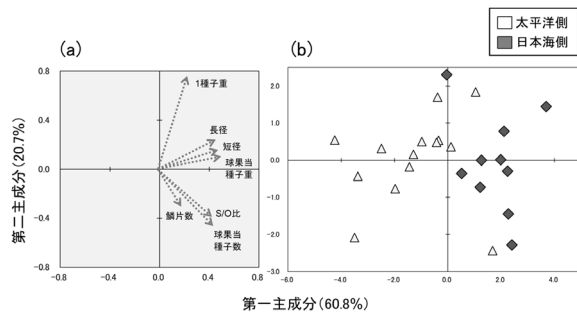 △ 太平洋側
◆ 日本海側
(a)
(b)
第二主成分(20.7%)
0.8
0.4
0.0
−0.4
−0.8
1種子重
長径
短径
球果当
種子重
鱗片数
S/O比
球果当
種子数
−0.8
−0.4
0.0
0.4
0.8
2.0
1.0
0.0
-1.0
-2.0
-3.0
-6.0
-4.0
-2.0
0.0
2.0
4.0
第一主成分(60.8%)